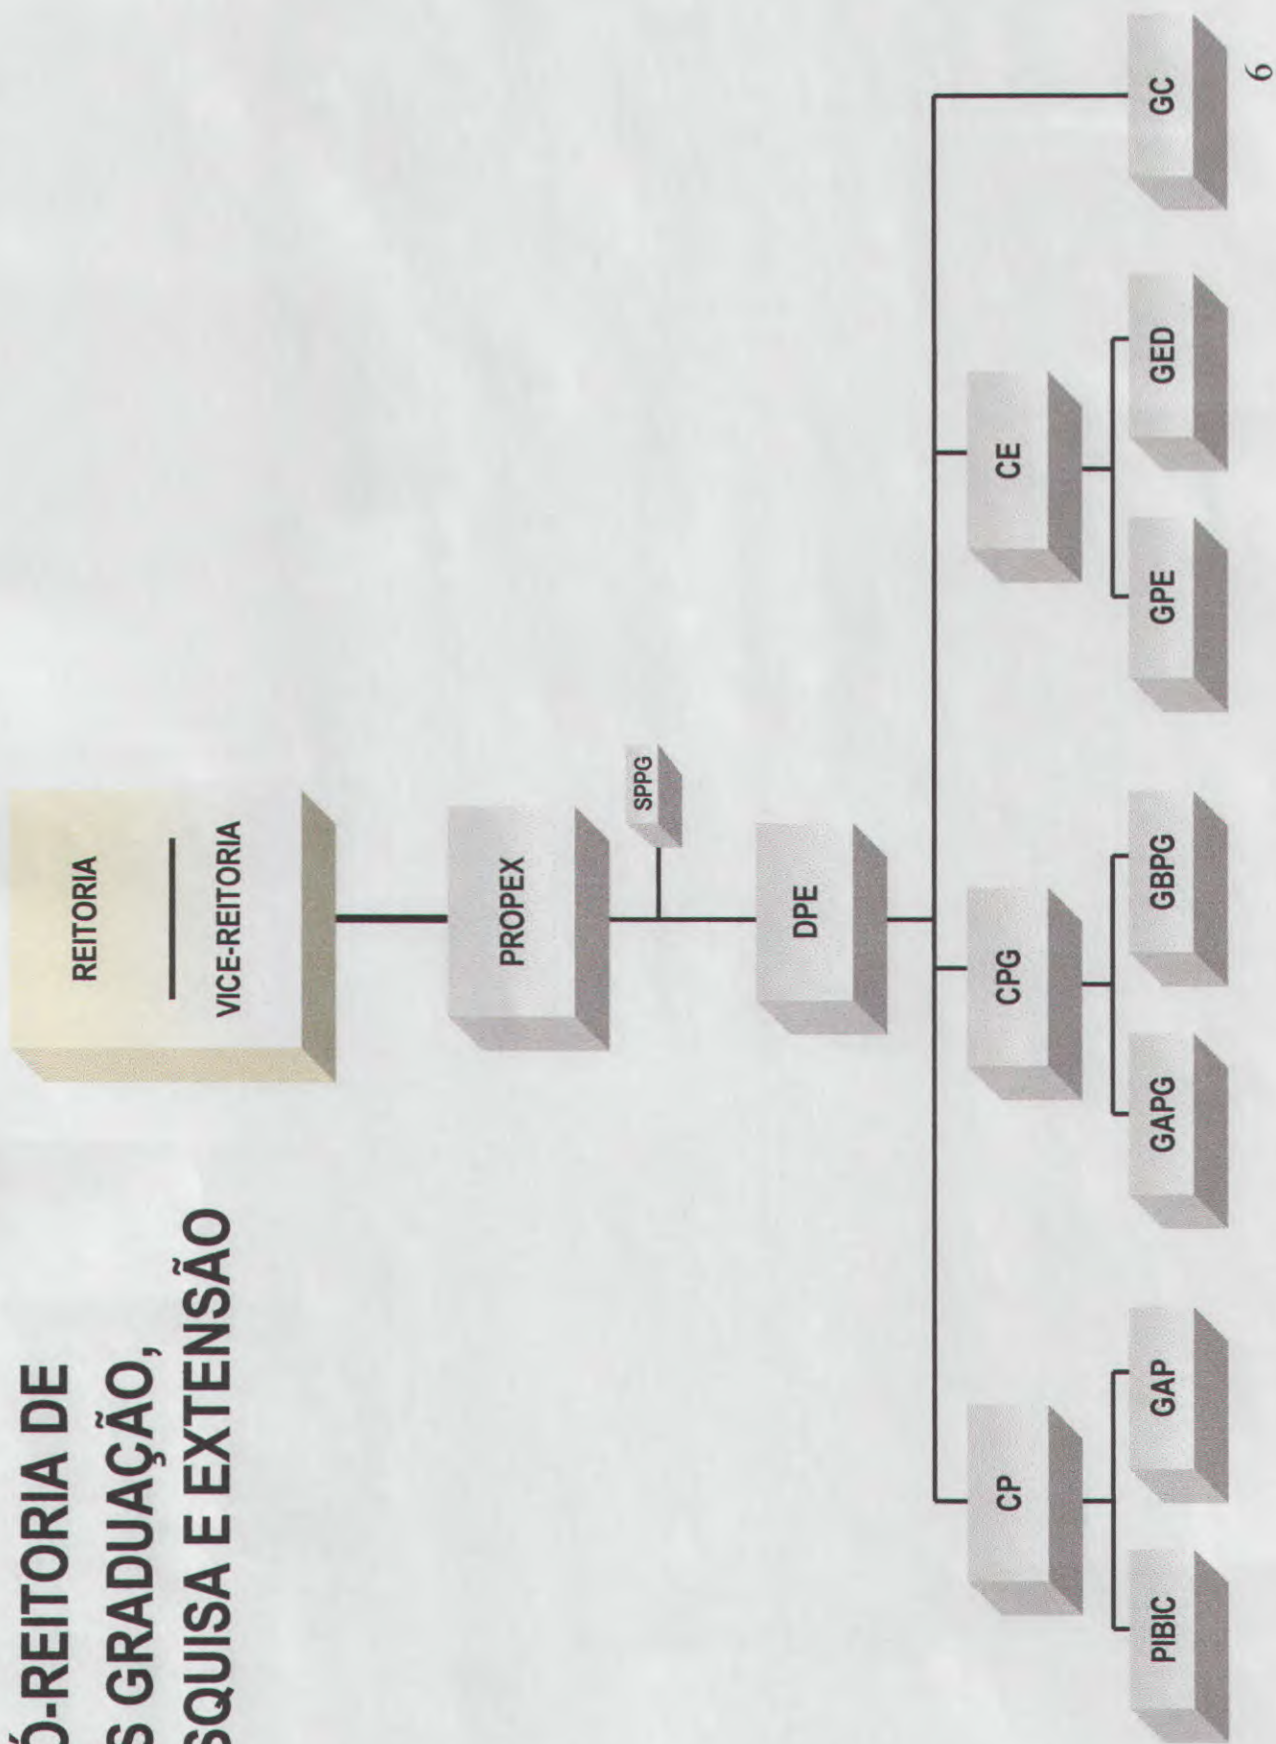 Ó-REITORIA DE
S GRADUAÇÃO,
SQUISA E EXTENSÃO
REITORIA
VICE-REITORIA
PROPEX
SPPG
DPE
CP
CPG
CE
PIBIC
GAP
GAPG
GBPG
GPE
GED
GC
9